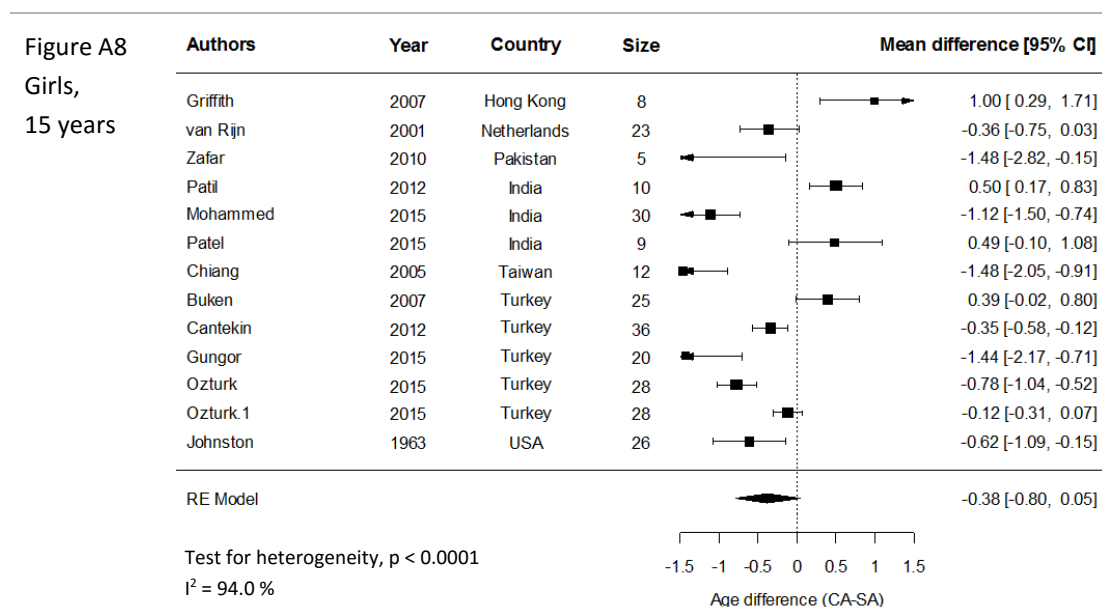 Figure A8
Girls,
15 years
Authors Year Country Size Mean difference [95% CI]
Griffith 2007 Hong Kong 8 1.00 [ 0.29, 1.71]
van Rijn 2001 Netherlands 23 -0.36 [-0.75, 0.03]
Zafar 2010 Pakistan 5 -1.48 [-2.82, -0.15]
Patil 2012 India 10 0.50 [ 0.17, 0.83]
Mohammed 2015 India 30 -1.12 [-1.50, -0.74]
Patel 2015 India 9 0.49 [-0.10, 1.08]
Chiang 2005 Taiwan 12 -1.48 [-2.05, -0.91]
Buken 2007 Turkey 25 0.39 [-0.02, 0.80]
Cantekin 2012 Turkey 36 -0.35 [-0.58, -0.12]
Gungor 2015 Turkey 20 -1.44 [-2.17, -0.71]
Ozturk 2015 Turkey 28 -0.78 [-1.04, -0.52]
Ozturk.1 2015 Turkey 28 -0.12 [-0.31, 0.07]
Johnston 1963 USA 26 -0.62 [-1.09, -0.15]
RE Model -0.38 [-0.80, 0.05]
Test for heterogeneity, p < 0.0001
I² = 94.0 %
-1.5 -1 -0.5 0 0.5 1 1.5
Age difference (CA-SA)